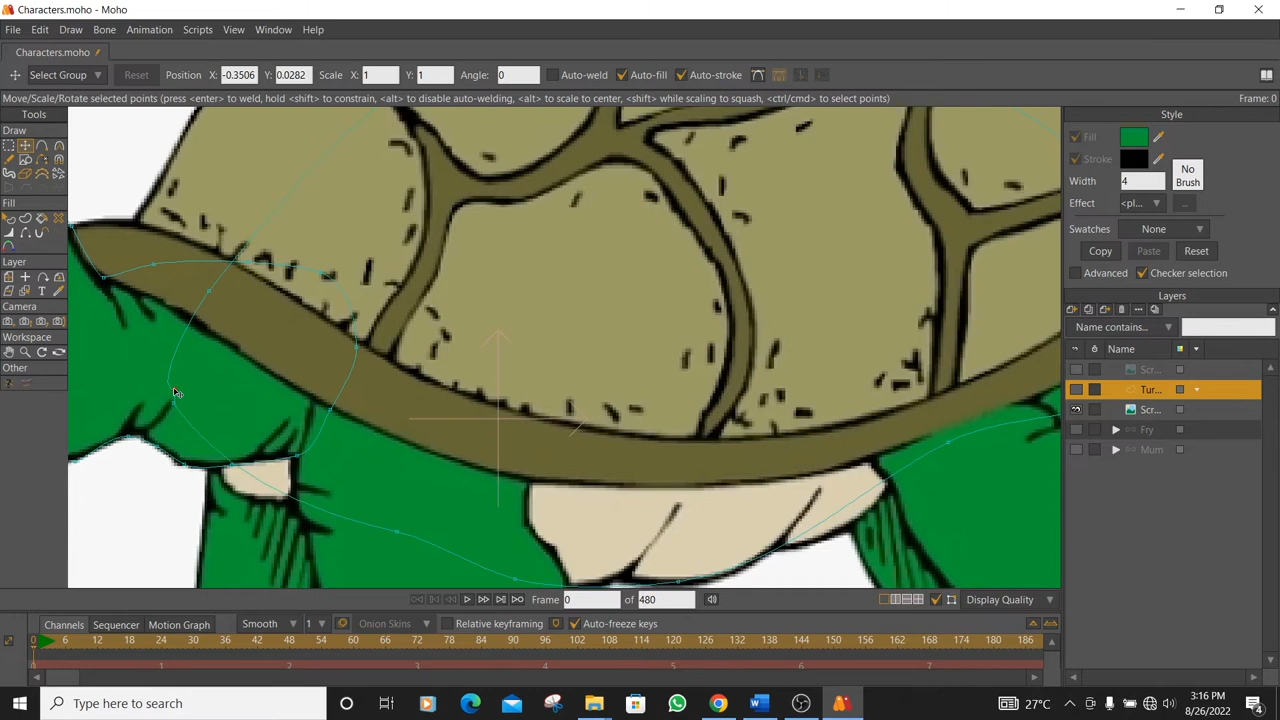 Characters.moho - Moho
File Edit Draw Bone Animation Scripts View Window Help
Characters.moho
Select Group Reset Position X: -0.3506 Y: 0.0282 Scale X: 1 Y: 1 Angle: 0 Auto-weld Auto-fill Auto-stroke
Move/Scale/Rotate selected points (press <enter> to weld, hold <shift> to constrain, <alt> to disable auto-welding, <alt> to scale to center, <shift> while scaling to squash, <ctrl/cmd> to select points) Frame: 0
Tools
Draw
Fill
Layer
Camera
Workspace
Other
Style
Fill
Stroke
Width 4
No Brush
Effect <pl...
Swatches None
Copy Paste Reset
Advanced Checker selection
Layers
Name contains...
Name
Scr...
Tur...
Scr...
Fry
Mum
Frame 0 of 480 Display Quality
Channels Sequencer Motion Graph Smooth 1 Onion Skins Relative keyframing Auto-freeze keys
0 6 12 18 24 30 36 42 48 54 60 66 72 78 84 90 96 102 108 114 120 126 132 138 144 150 156 162 168 174 180 186
1 2 3 4 5 6 7
Type here to search
27°C
3:16 PM
8/26/2022
4